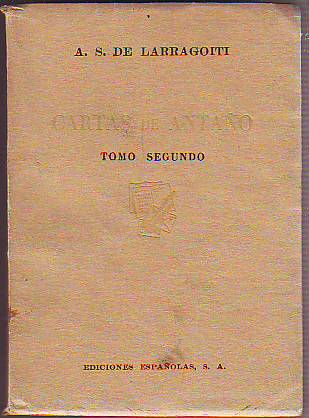 A. S. DE LARRAGOITI
CARTAS DE ANTAÑO
TOMO SEGUNDO
EDICIONES ESPAÑOLAS, S. A.